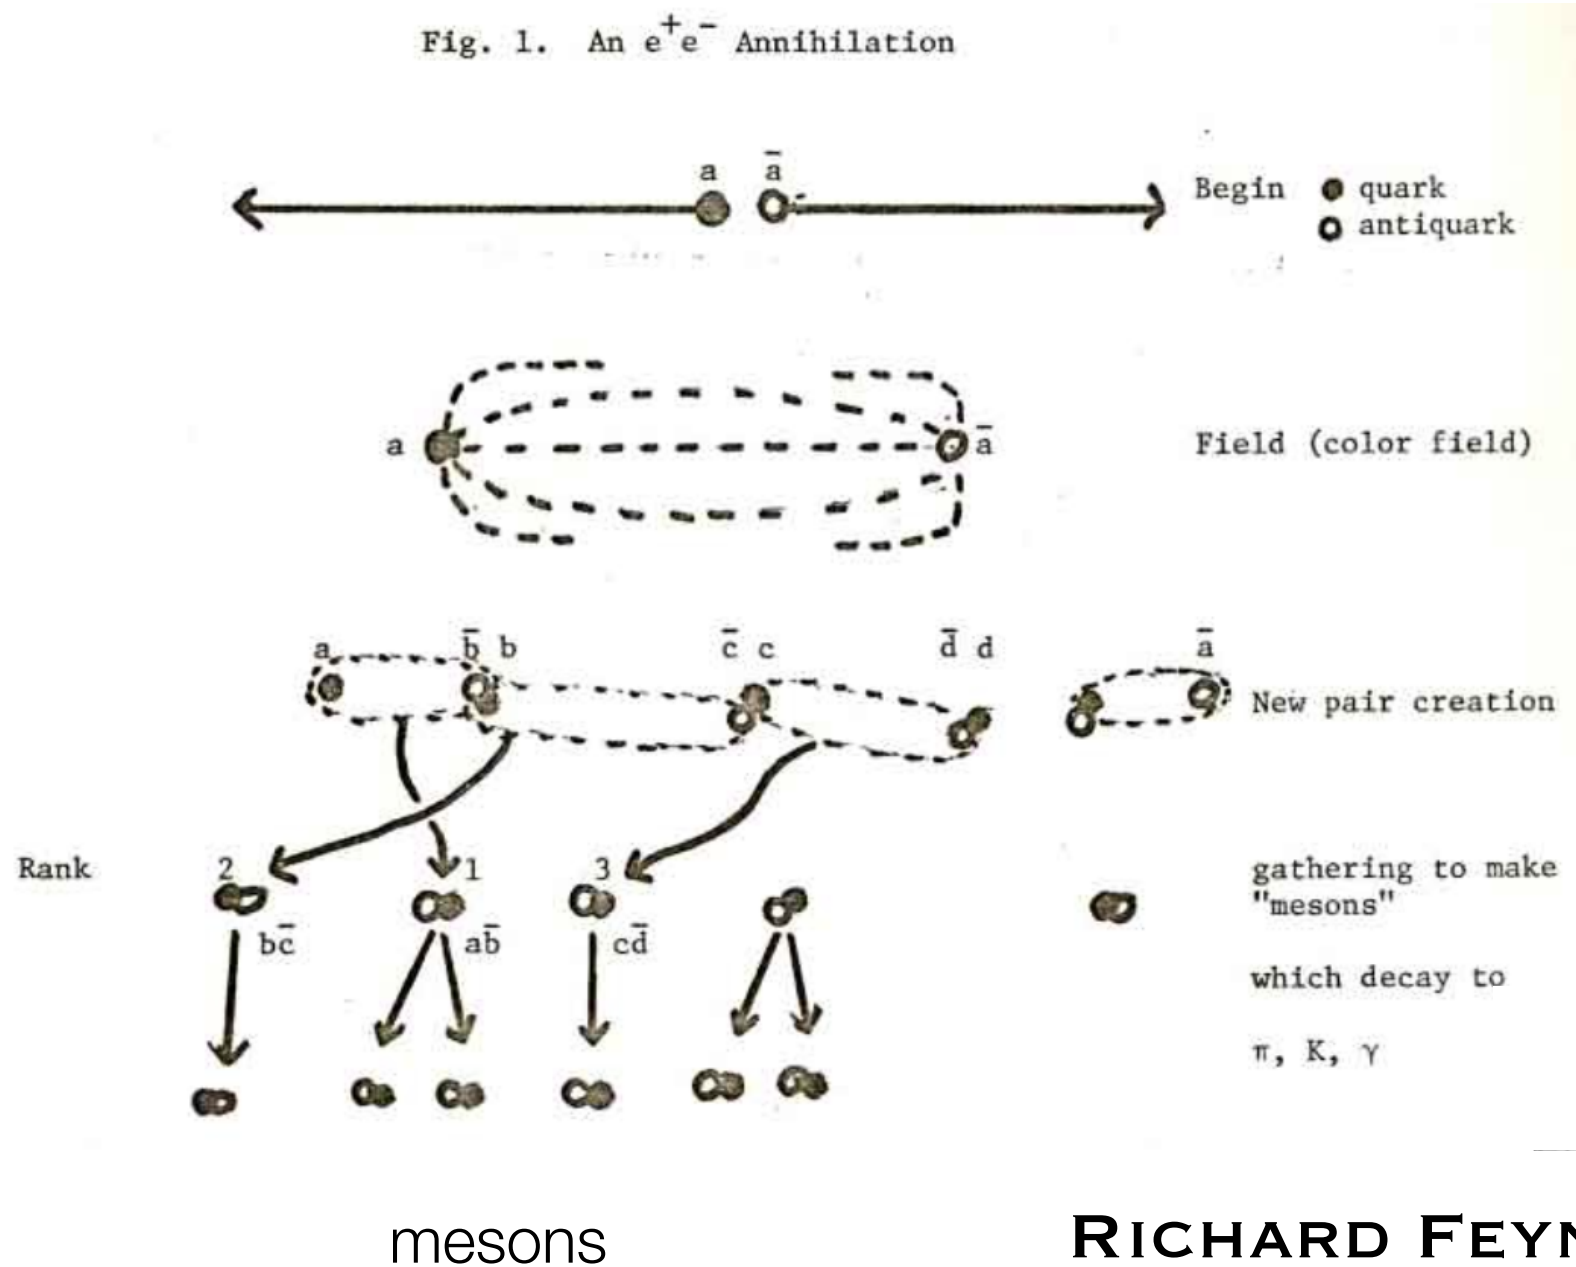 Fig. 1. An e⁺e⁻ Annihilation
a ā
Begin ● quark
○ antiquark
a ā
Field (color field)
a b̄ b c̄ c d̄ d ā
New pair creation
Rank 2 1 3
gathering to make
"mesons"
bc̄ ab̄ cd̄
which decay to
π, K, γ
mesons
RICHARD FEYN